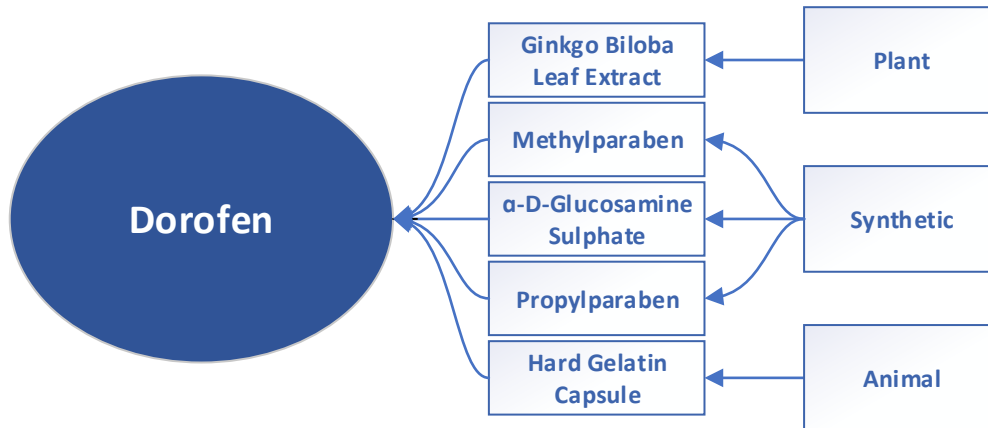 Dorofen
Ginkgo Biloba
Leaf Extract
Methylparaben
α-D-Glucosamine
Sulphate
Propylparaben
Hard Gelatin
Capsule
Plant
Synthetic
Animal